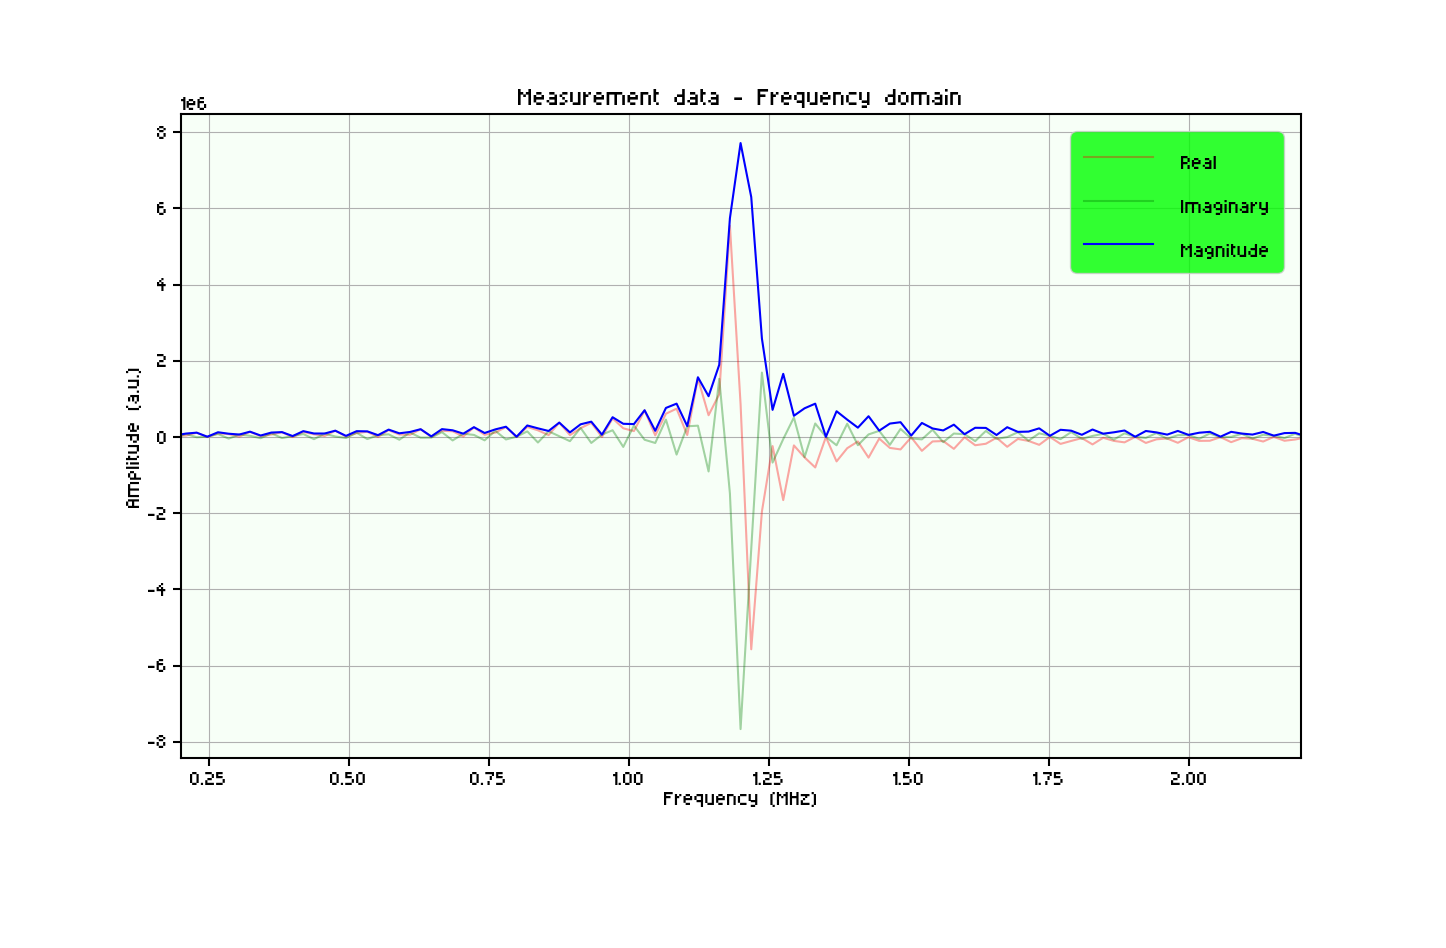 Measurement data - Frequency domain
1e6
8
6
4
2
0
-2
-4
-6
-8
Amplitude (a.u.)
0.25 0.50 0.75 1.00 1.25 1.50 1.75 2.00
Frequency (MHz)
Real
Imaginary
Magnitude